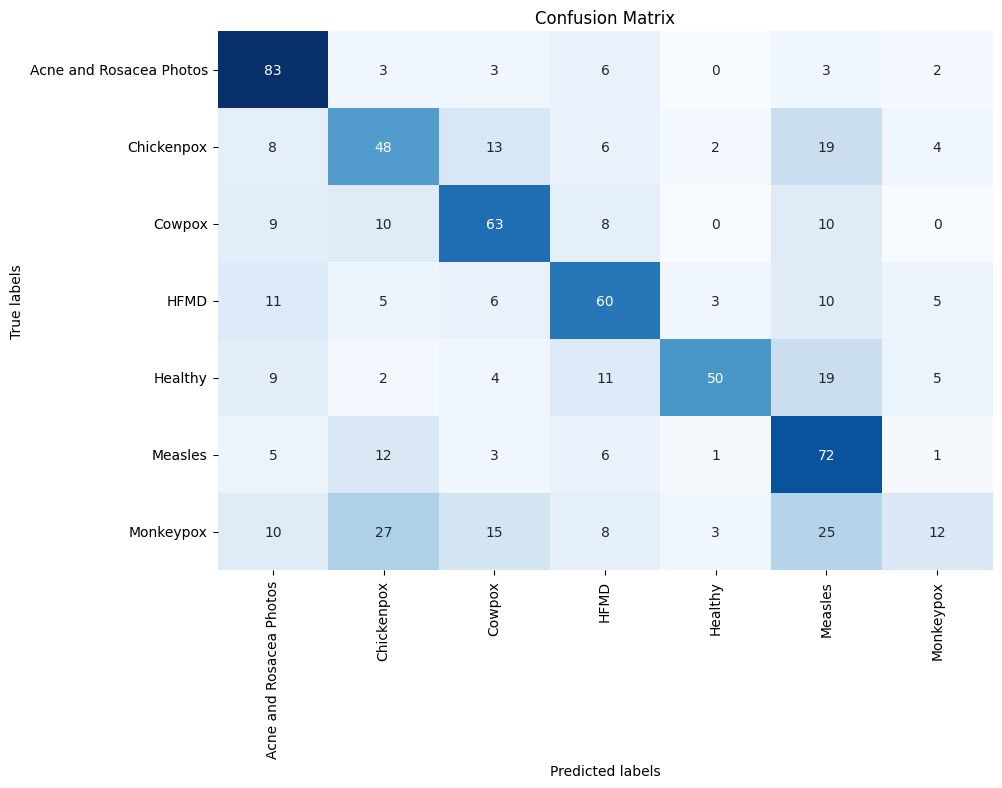 Confusion Matrix
True labels
Acne and Rosacea Photos 83 3 3 6 0 3 2
Chickenpox 8 48 13 6 2 19 4
Cowpox 9 10 63 8 0 10 0
HFMD 11 5 6 60 3 10 5
Healthy 9 2 4 11 50 19 5
Measles 5 12 3 6 1 72 1
Monkeypox 10 27 15 8 3 25 12
Acne and Rosacea Photos
Chickenpox
Cowpox
HFMD
Healthy
Measles
Monkeypox
Predicted labels